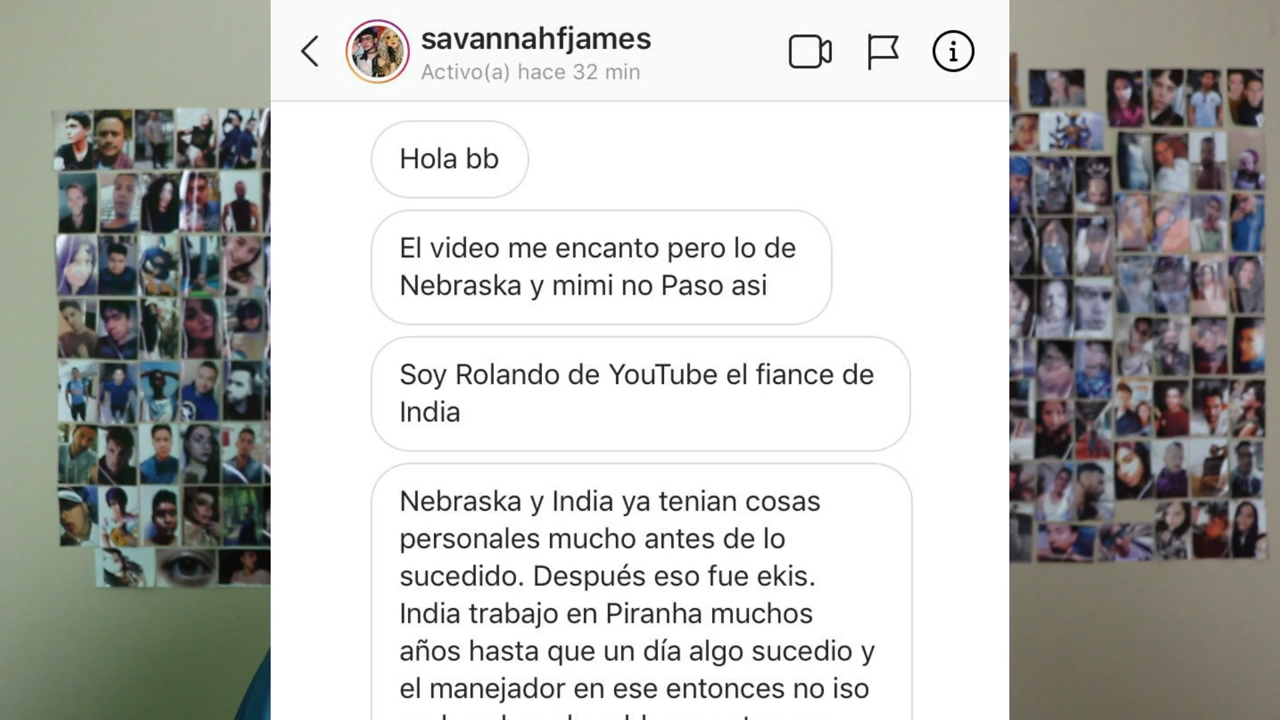 savannahfjames
Activo(a) hace 32 min
Hola bb
El video me encanto pero lo de
Nebraska y mimi no Paso asi
Soy Rolando de YouTube el fiance de
India
Nebraska y India ya tenian cosas
personales mucho antes de lo
sucedido. Después eso fue ekis.
India trabajo en Piranha muchos
años hasta que un día algo sucedio y
el manejador en ese entonces no iso